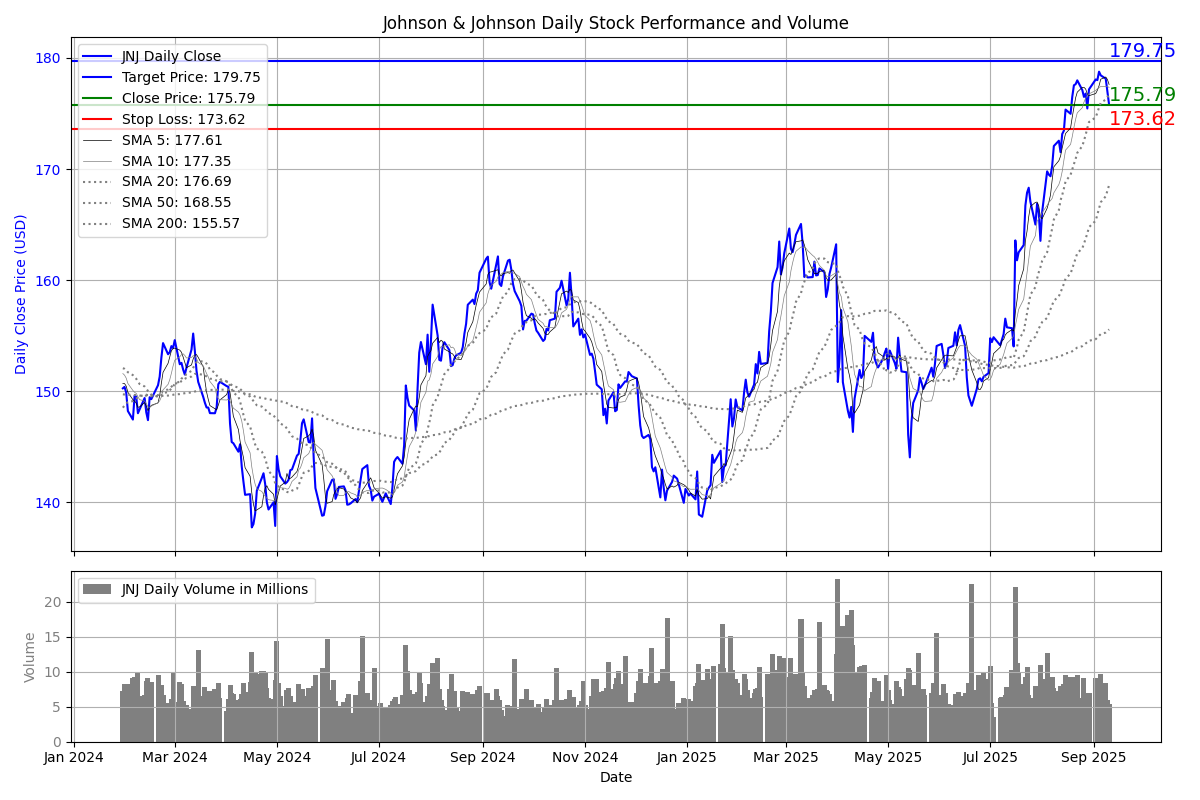 Johnson & Johnson Daily Stock Performance and Volume
JNJ Daily Close
Target Price: 179.75
Close Price: 175.79
Stop Loss: 173.62
SMA 5: 177.61
SMA 10: 177.35
SMA 20: 176.69
SMA 50: 168.55
SMA 200: 155.57
179.75
175.79
173.62
180
170
160
150
140
Daily Close Price (USD)
JNJ Daily Volume in Millions
20
15
10
5
0
Volume
Jan 2024 Mar 2024 May 2024 Jul 2024 Sep 2024 Nov 2024 Jan 2025 Mar 2025 May 2025 Jul 2025 Sep 2025
Date